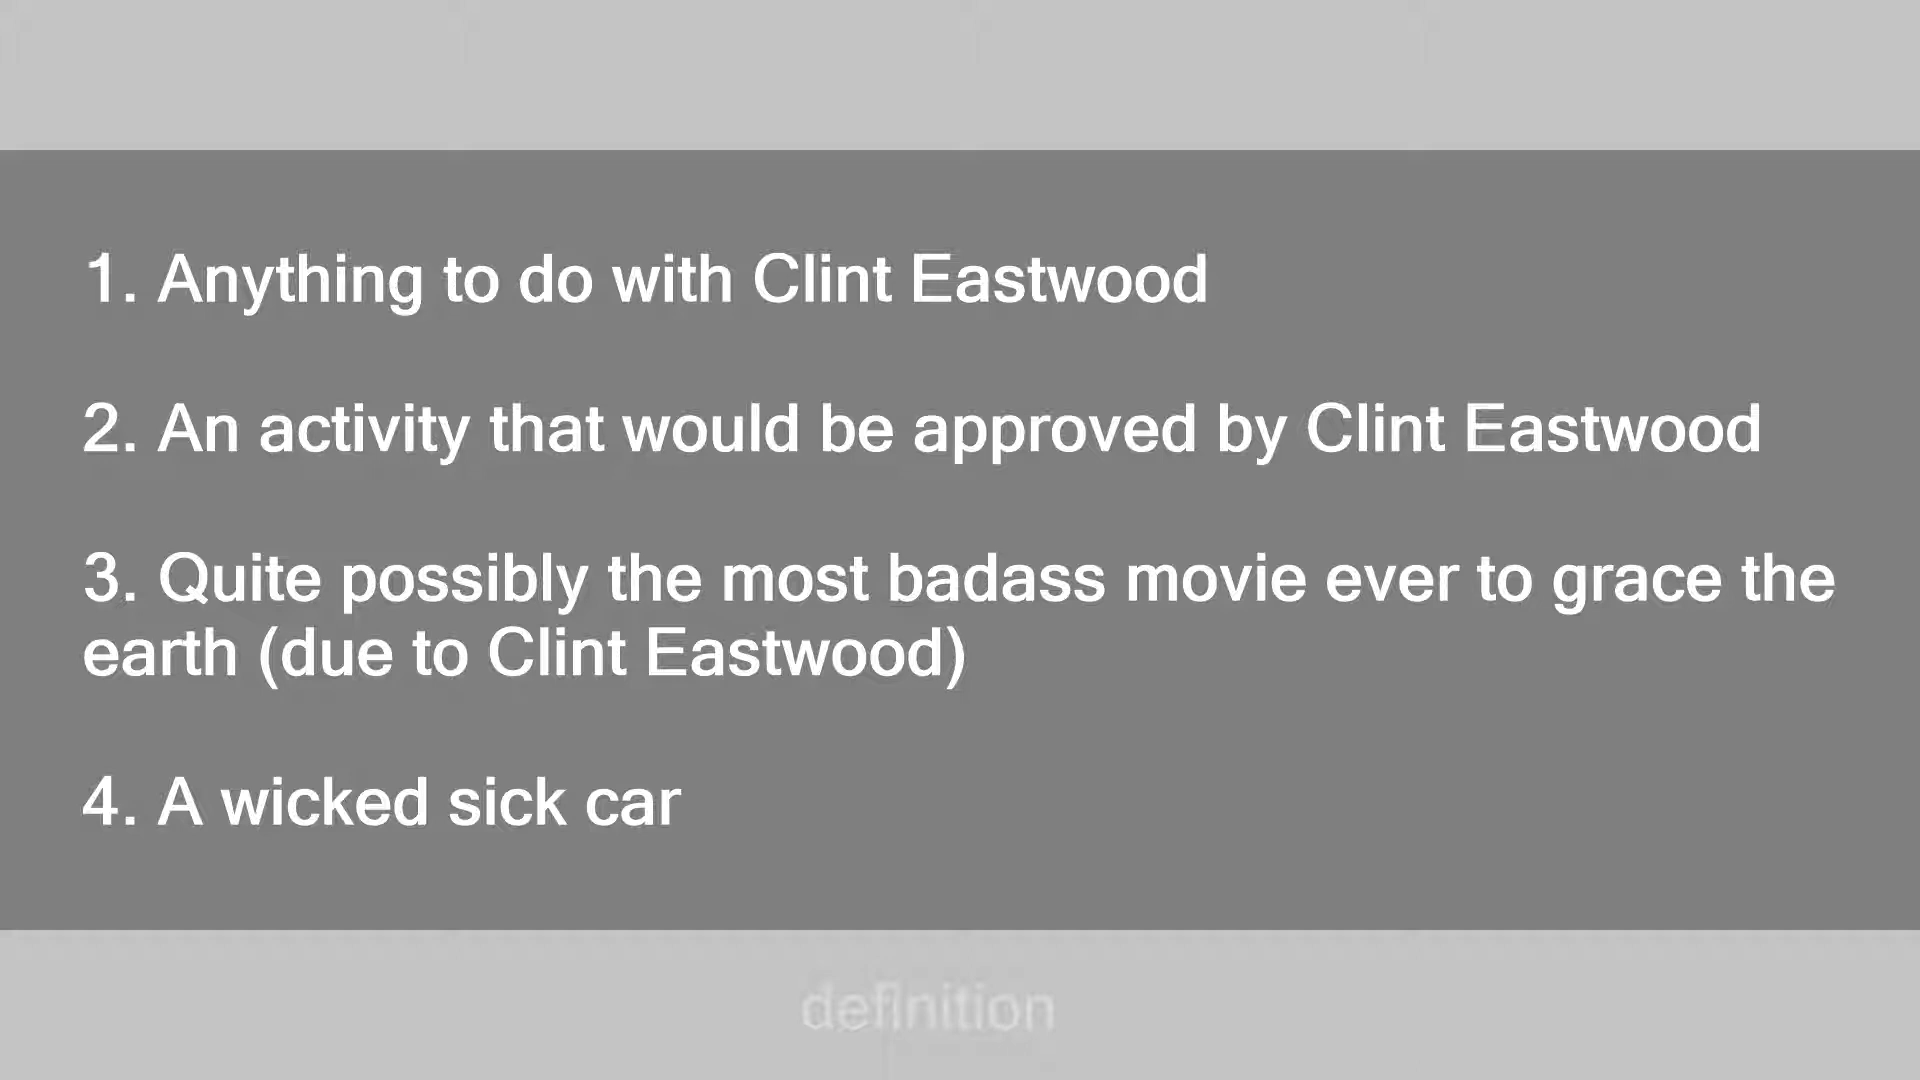 1. Anything to do with Clint Eastwood
2. An activity that would be approved by Clint Eastwood
3. Quite possibly the most badass movie ever to grace the
earth (due to Clint Eastwood)
4. A wicked sick car
definition